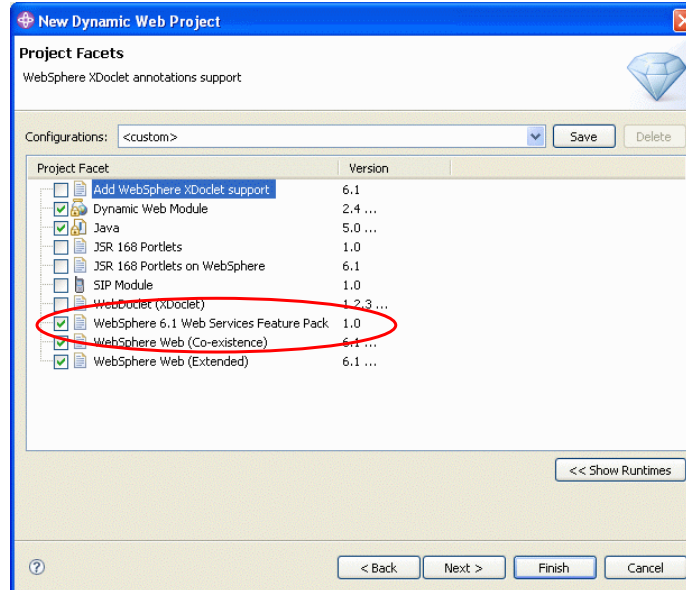 New Dynamic Web Project
Project Facets
WebSphere XDoclet annotations support
Configurations: <custom> Save Delete
Project Facet Version
Add WebSphere XDoclet support 6.1
Dynamic Web Module 2.4 ...
Java 5.0 ...
JSR 168 Portlets 1.0
JSR 168 Portlets on WebSphere 6.1
SIP Module 1.0
WebDoclet (XDoclet) 1.2.3 ...
WebSphere 6.1 Web Services Feature Pack 1.0
WebSphere Web (Co-existence) 6.1 ...
WebSphere Web (Extended) 6.1 ...
<< Show Runtimes
? < Back Next > Finish Cancel